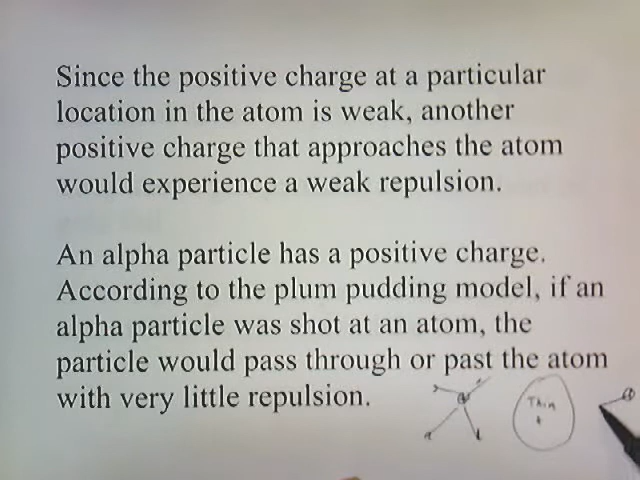 Since the positive charge at a particular
location in the atom is weak, another
positive charge that approaches the atom
would experience a weak repulsion.
An alpha particle has a positive charge.
According to the plum pudding model, if an
alpha particle was shot at an atom, the
particle would pass through or past the atom
with very little repulsion.
Thin
+